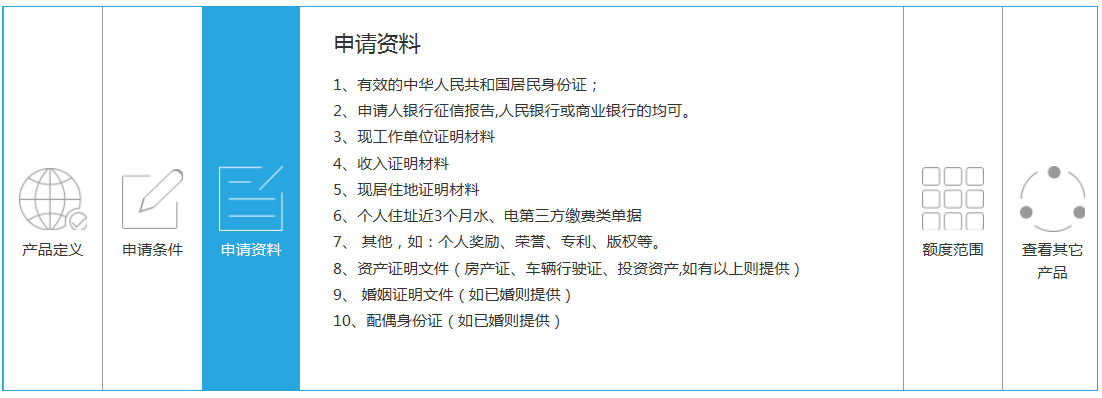 产品定义
申请条件
申请资料
申请资料
1、有效的中华人民共和国居民身份证；
2、申请人银行征信报告,人民银行或商业银行的均可。
3、现工作单位证明材料
4、收入证明材料
5、现居住地证明材料
6、个人住址近3个月水、电第三方缴费类单据
7、 其他，如：个人奖励、荣誉、专利、版权等。
8、资产证明文件（房产证、车辆行驶证、投资资产,如有以上则提供）
9、 婚姻证明文件（如已婚则提供）
10、配偶身份证（如已婚则提供）
额度范围
查看其它
产品